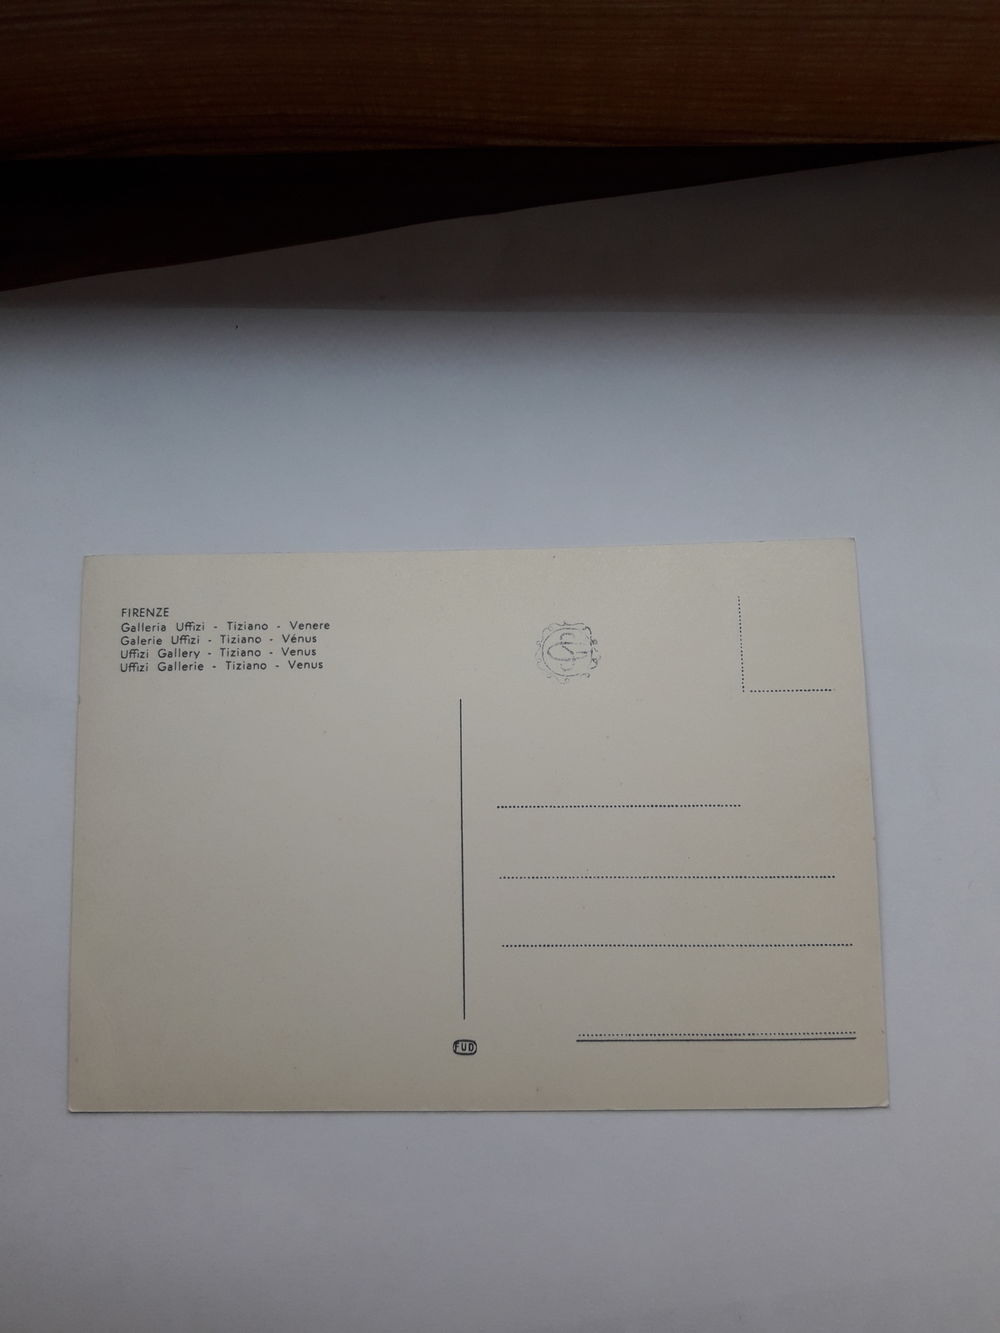 FIRENZE
Galleria Uffizi - Tiziano - Venere
Galerie Uffizi - Tiziano - Vénus
Uffizi Gallery - Tiziano - Venus
Uffizi Gallerie - Tiziano - Venus
FUD